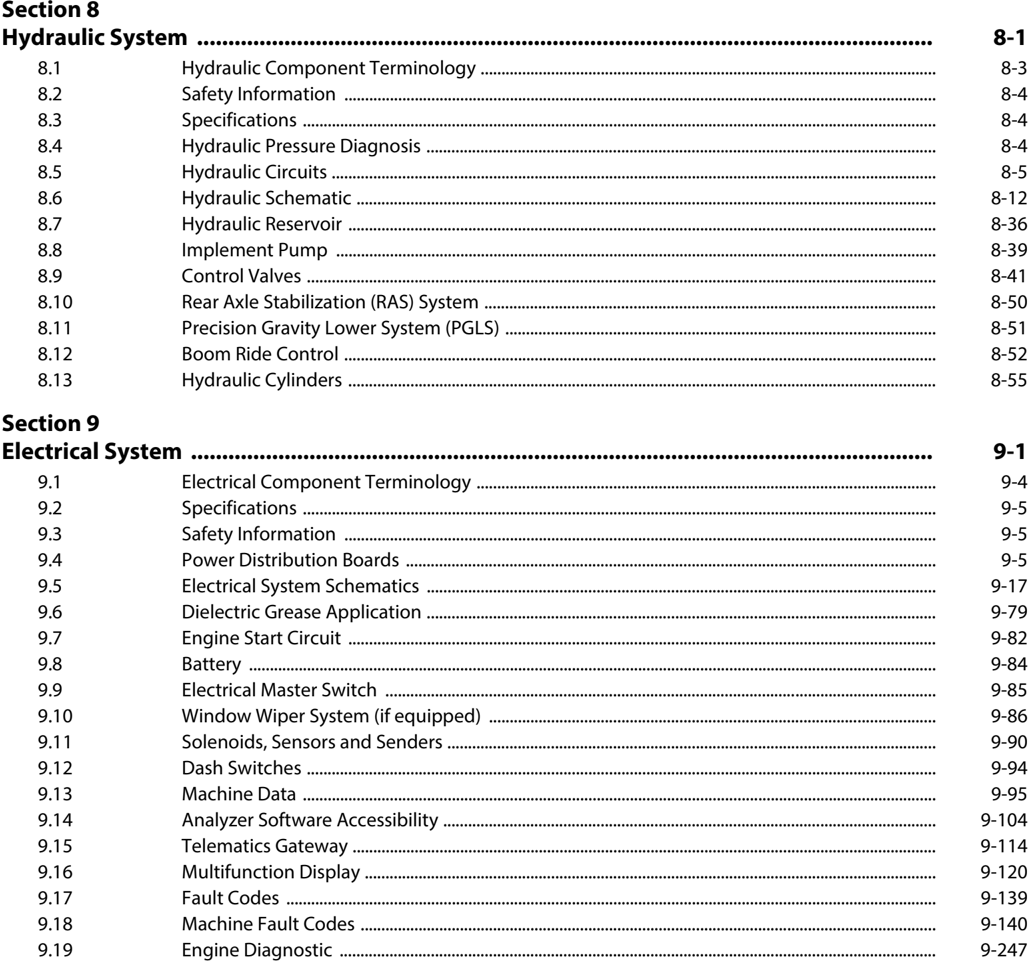 Section 8
Hydraulic System ........................................ 8-1
8.1 Hydraulic Component Terminology ........................................ 8-3
8.2 Safety Information ........................................ 8-4
8.3 Specifications ........................................ 8-4
8.4 Hydraulic Pressure Diagnosis ........................................ 8-4
8.5 Hydraulic Circuits ........................................ 8-5
8.6 Hydraulic Schematic ........................................ 8-12
8.7 Hydraulic Reservoir ........................................ 8-36
8.8 Implement Pump ........................................ 8-39
8.9 Control Valves ........................................ 8-41
8.10 Rear Axle Stabilization (RAS) System ........................................ 8-50
8.11 Precision Gravity Lower System (PGLS) ........................................ 8-51
8.12 Boom Ride Control ........................................ 8-52
8.13 Hydraulic Cylinders ........................................ 8-55
Section 9
Electrical System ........................................ 9-1
9.1 Electrical Component Terminology ........................................ 9-4
9.2 Specifications ........................................ 9-5
9.3 Safety Information ........................................ 9-5
9.4 Power Distribution Boards ........................................ 9-5
9.5 Electrical System Schematics ........................................ 9-17
9.6 Dielectric Grease Application ........................................ 9-79
9.7 Engine Start Circuit ........................................ 9-82
9.8 Battery ........................................ 9-84
9.9 Electrical Master Switch ........................................ 9-85
9.10 Window Wiper System (if equipped) ........................................ 9-86
9.11 Solenoids, Sensors and Senders ........................................ 9-90
9.12 Dash Switches ........................................ 9-94
9.13 Machine Data ........................................ 9-95
9.14 Analyzer Software Accessibility ........................................ 9-104
9.15 Telematics Gateway ........................................ 9-114
9.16 Multifunction Display ........................................ 9-120
9.17 Fault Codes ........................................ 9-139
9.18 Machine Fault Codes ........................................ 9-140
9.19 Engine Diagnostic ........................................ 9-247